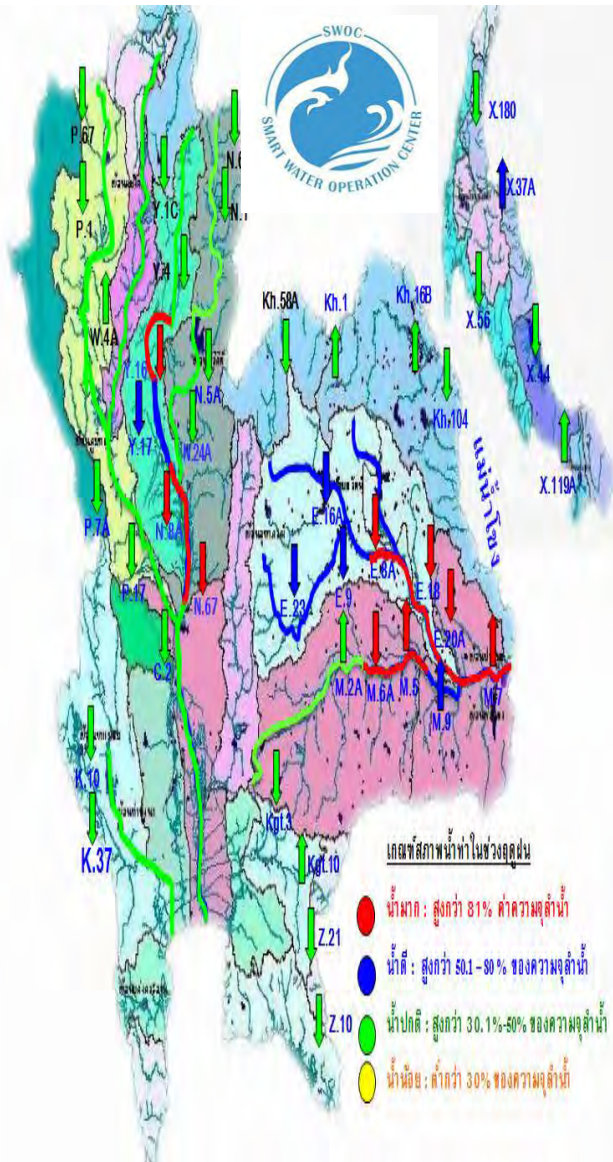 SWOC
SMART WATER OPERATION CENTER
X.180
P.67
X.37A
Y.1C
P.1
Y.4
W.4A
Kh.58A
Kh.1
Kh.16B
X.56
X.44
Y.16
N.5A
Kh.104
Y.17
N.24A
แม่น้ำโขง
X.119A
P.7A
N.8A
E.16A
E.8A
P.17
N.67
E.23
E.9
E.18
E.20A
C.2
M.2A
M.6A
M.5
M.9
M.7
K.10
K.37
Kgt.3
Kgt.10
Z.21
Z.10
เกณฑ์สภาพน้ำท่าในช่วงฤดูฝน
น้ำมาก : สูงกว่า 81% ค่าความจุลำน้ำ
น้ำดี : สูงกว่า 50.1 - 80 % ของความจุลำน้ำ
น้ำปกติ : สูงกว่า 30.1%-50% ของความจุลำน้ำ
น้ำน้อย : ต่ำกว่า 30% ของความจุลำน้ำ